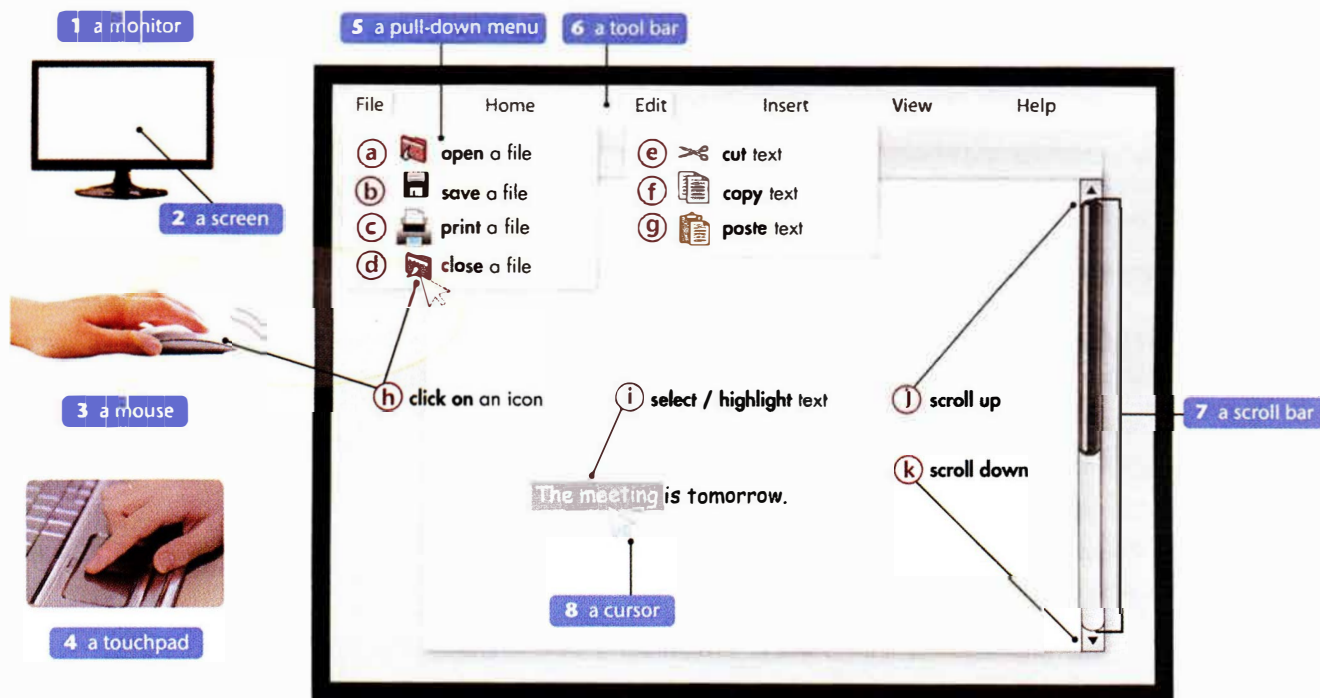 1 a monitor
5 a pull-down menu
6 a tool bar
File Home Edit Insert View Help
a open a file
b save a file
c print a file
d close a file
e cut text
f copy text
g paste text
2 a screen
h click on an icon
i select / highlight text
j scroll up
3 a mouse
7 a scroll bar
k scroll down
The meeting is tomorrow.
8 a cursor
4 a touchpad